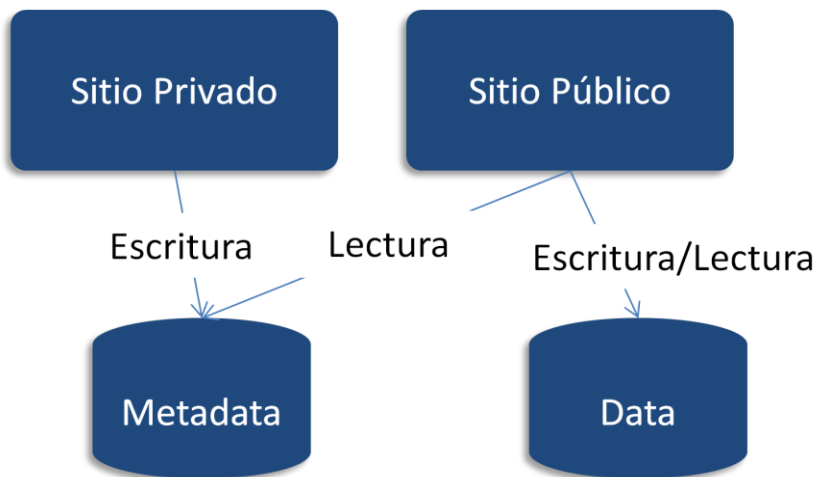 Sitio Privado
Sitio Público
Escritura
Lectura
Escritura/Lectura
Metadata
Data